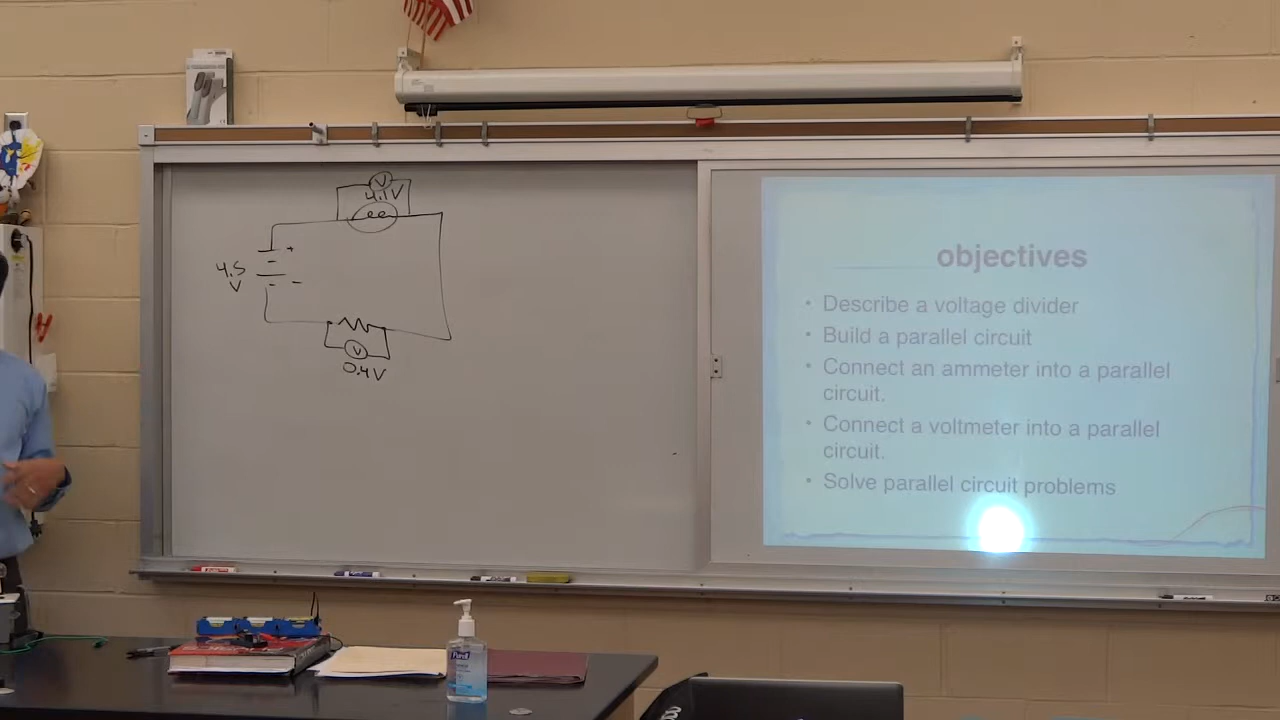 V
4.1V
+
4.5
V
-
V
0.4V
objectives
• Describe a voltage divider
• Build a parallel circuit
• Connect an ammeter into a parallel
circuit.
• Connect a voltmeter into a parallel
circuit.
• Solve parallel circuit problems
Purell